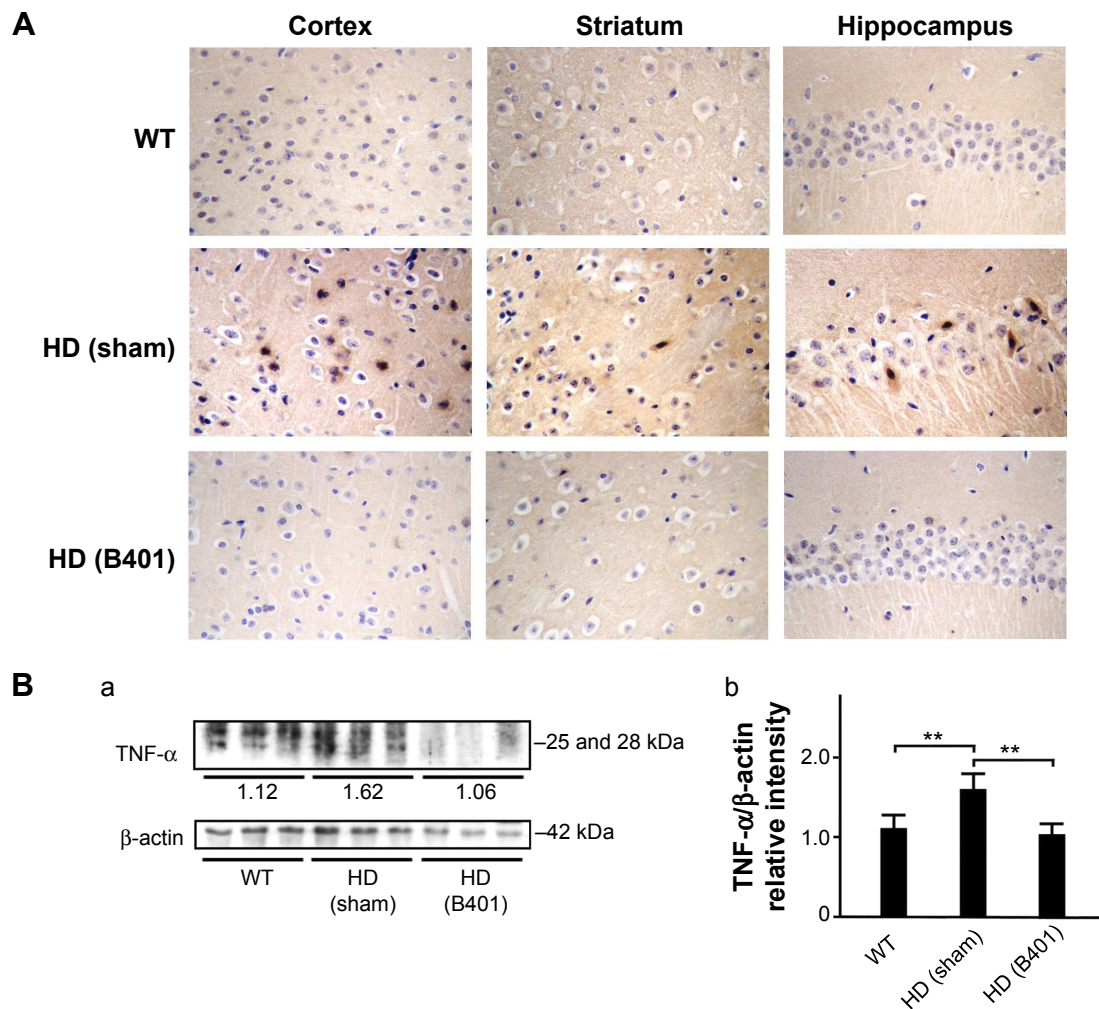 A
Cortex Striatum Hippocampus
WT
HD (sham)
HD (B401)
B
a
TNF-α
–25 and 28 kDa
1.12 1.62 1.06
β-actin
–42 kDa
WT HD (sham) HD (B401)
b
TNF-α/β-actin
relative intensity
2.0
1.0
0
** **
WT HD (sham) HD (B401)